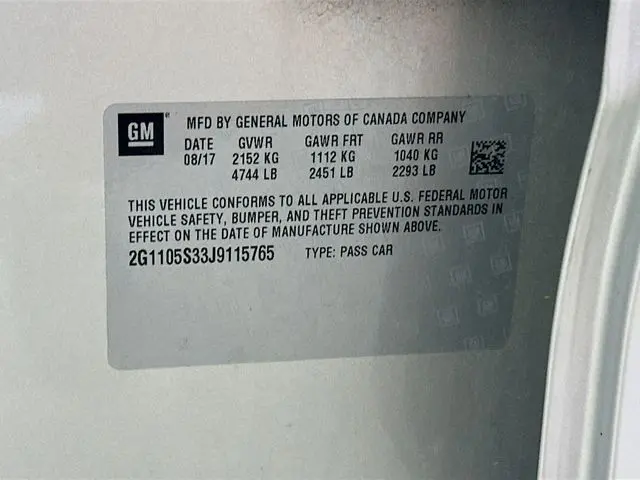 GM
MFD BY GENERAL MOTORS OF CANADA COMPANY
DATE GVWR GAWR FRT GAWR RR
08/17 2152 KG 1112 KG 1040 KG
4744 LB 2451 LB 2293 LB
THIS VEHICLE CONFORMS TO ALL APPLICABLE U.S. FEDERAL MOTOR
VEHICLE SAFETY, BUMPER, AND THEFT PREVENTION STANDARDS IN
EFFECT ON THE DATE OF MANUFACTURE SHOWN ABOVE.
2G1105S33J9115765 TYPE: PASS CAR